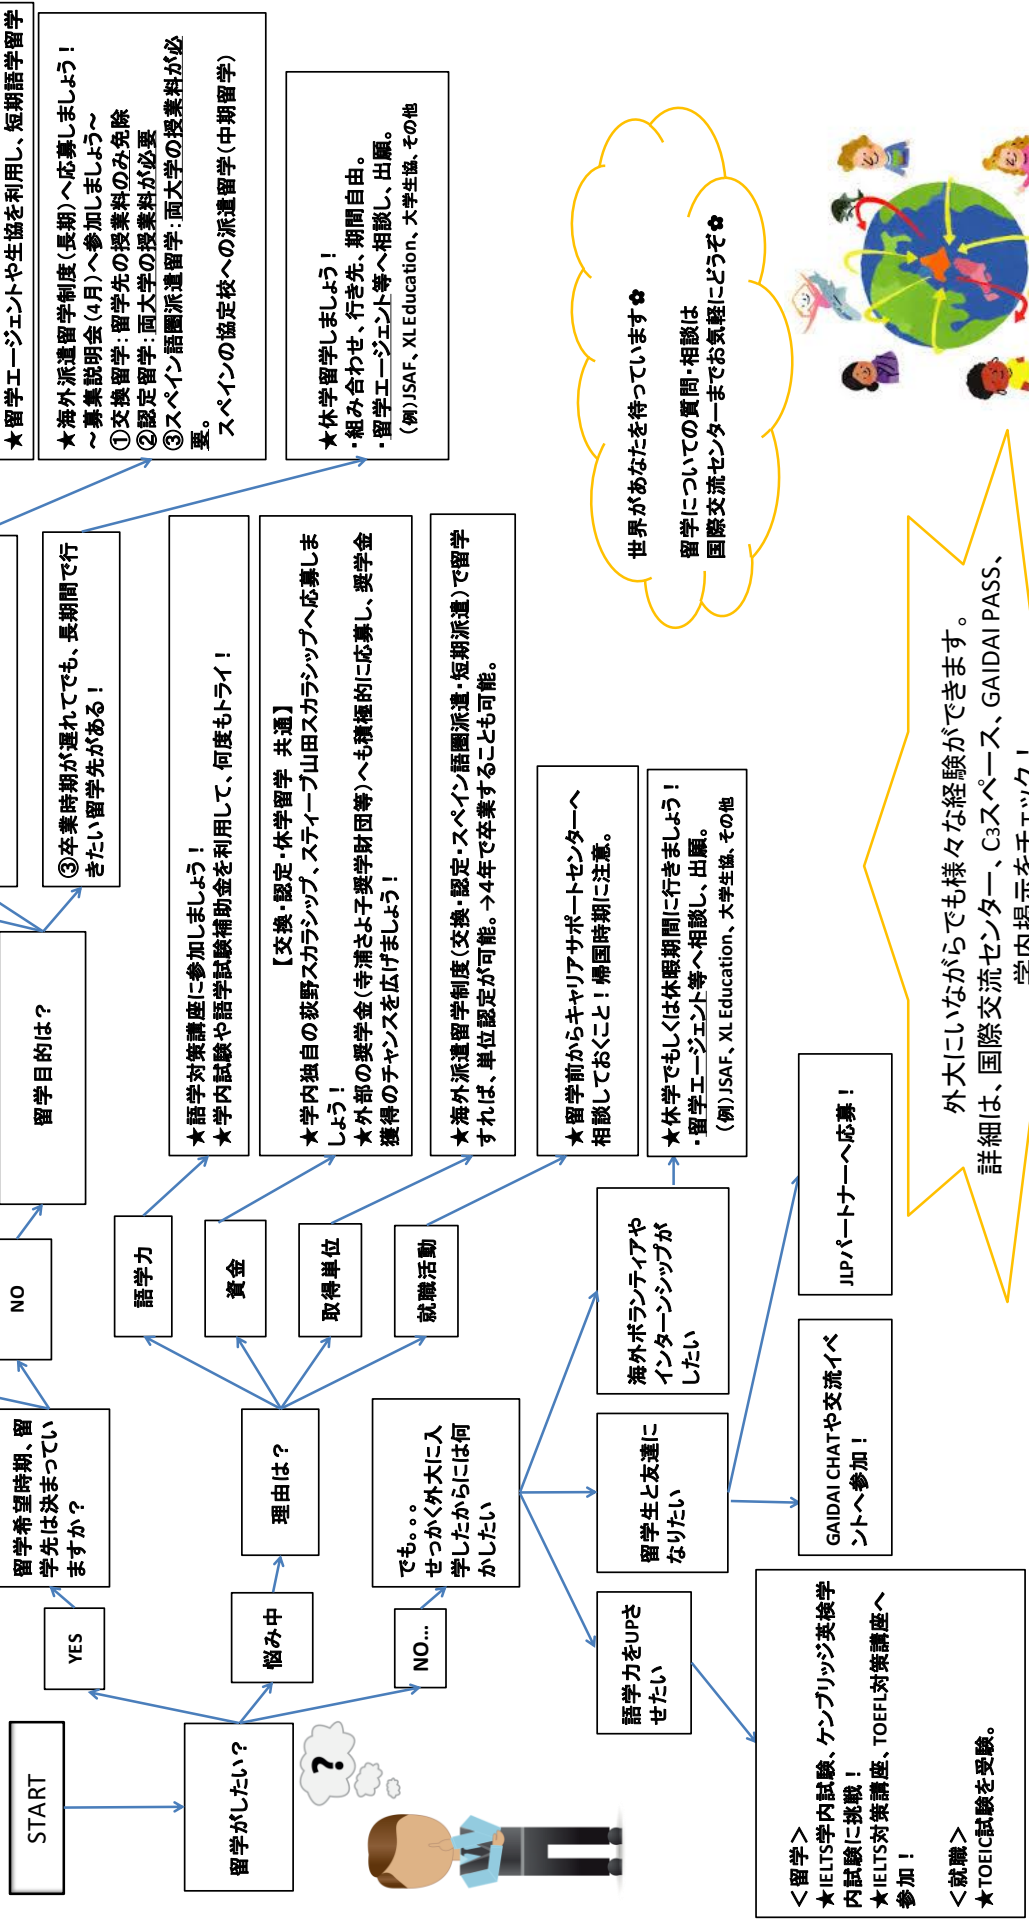 START
留学がしたい？
YES
悩み中
NO…
留学希望時期、留
学先は決まってい
ますか？
NO
留学目的は？
③卒業時期が遅れてでも、長期間で行
きたい留学先がある！
★留学エージェントや生協を利用し、短期語学留学
★海外派遣留学制度（長期）へ応募しましょう！
～募集説明会（4月）へ参加しましょう～
①交換留学：留学先の授業料のみ免除
②認定留学：両大学の授業料が必要
③スペイン語圏派遣留学：両大学の授業料が必
要。
スペインの協定校への派遣留学（中期留学）
★休学留学しましょう！
・組み合わせ、行き先、期間自由。
・留学エージェント等へ相談し、出願。
（例）JSAF、XL Education、大学生協、その他
理由は？
語学力
資金
取得単位
就職活動
★語学対策講座に参加しましょう！
★学内試験や語学試験補助金を利用して、何度もトライ！
【交換・認定・休学留学 共通】
★学内独自の荻野スカラシップ、スティーブ山田スカラシップへ応募しま
しょう！
★外部の奨学金（寺浦さよ子奨学財団等）へも積極的に応募し、奨学金
獲得のチャンスを広げましょう！
★海外派遣留学制度（交換・認定・スペイン語圏派遣・短期派遣）で留学
すれば、単位認定が可能。→4年で卒業することも可能。
★留学前からキャリアサポートセンターへ
相談しておくこと！帰国時期に注意。
でも。。。
せっかく外大に入
学したからには何
かしたい
海外ボランティアや
インターンシップが
したい
★休学でもしくは休暇期間に行きましょう！
・留学エージェント等へ相談し、出願。
（例）JSAF、XL Education、大学生協、その他
留学生と友達に
なりたい
GAIDAI CHATや交流イベ
ントへ参加！
JLPパートナーへ応募！
語学力をUPさ
せたい
＜留学＞
★IELTS学内試験、ケンブリッジ英検学
内試験に挑戦！
★IELTS対策講座、TOEFL対策講座へ
参加！
＜就職＞
★TOEIC試験を受験。
世界があなたを待っています✿
留学についての質問・相談は
国際交流センターまでお気軽にどうぞ✿
外大にいながらでも様々な経験ができます。
詳細は、国際交流センター、C3スペース、GAIDAI PASS、
学内掲示をチェック！
?